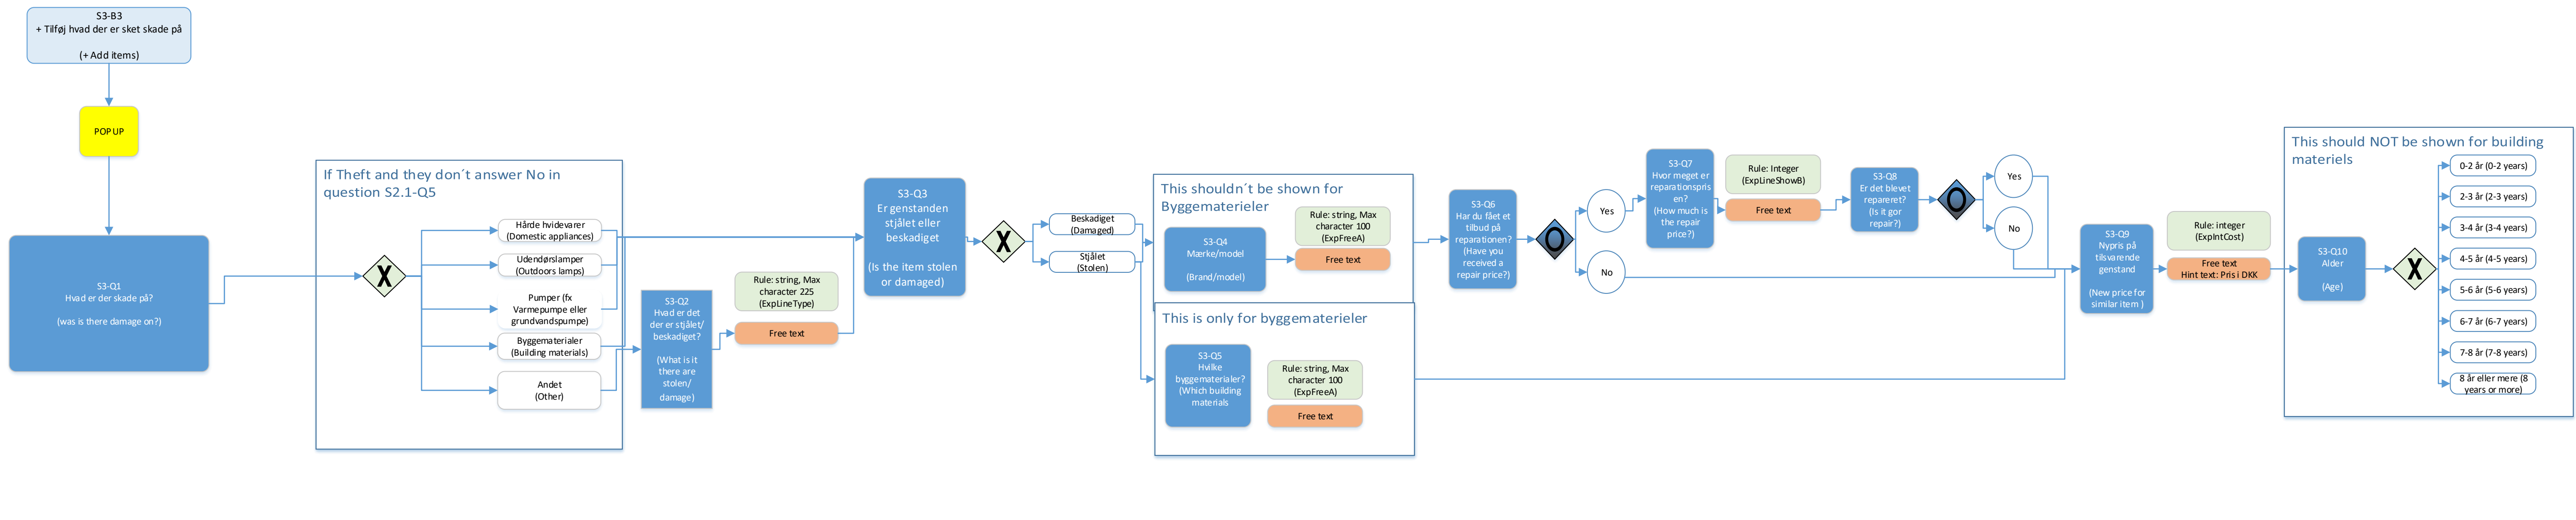 S3-B3
+ Tilføj hvad der er sket skade på
(+ Add items)
POPUP
S3-Q1
Hvad er der skade på?
(was is there damage on?)
If Theft and they don´t answer No in
question S2.1-Q5
Hårde hvidevarer
(Domestic appliances)
Udendørslamper
(Outdoors lamps)
Pumper (fx
Varmepumpe eller
grundvandspumpe)
Byggematerialer
(Building materials)
Andet
(Other)
X
S3-Q2
Hvad er det
der er stjålet/
beskadiget?
(What is it
there are
stolen/
damage)
Rule: string, Max
character 225
(ExpLineType)
Free text
S3-Q3
Er genstanden
stjålet eller
beskadiget
(Is the item stolen
or damaged)
X
Beskadiget
(Damaged)
Stjålet
(Stolen)
This shouldn´t be shown for
Byggematerieler
S3-Q4
Mærke/model
(Brand/model)
Rule: string, Max
character 100
(ExpFreeA)
Free text
This is only for byggematerieler
S3-Q5
Hvilke
byggematerialer?
(Which building
materials
Rule: string, Max
character 100
(ExpFreeA)
Free text
S3-Q6
Har du fået et
tilbud på
reparationen?
(Have you
received a
repair price?)
Yes
No
S3-Q7
Hvor meget er
reparationspris
en?
(How much is
the repair
price?)
Rule: Integer
(ExpLineShowB)
Free text
S3-Q8
Er det blevet
repareret?
(Is it gor
repair?)
Yes
No
S3-Q9
Nypris på
tilsvarende
genstand
(New price for
similar item )
Rule: integer
(ExpIntCost)
Free text
Hint text: Pris i DKK
S3-Q10
Alder
(Age)
X
This should NOT be shown for building
materiels
0-2 år (0-2 years)
2-3 år (2-3 years)
3-4 år (3-4 years)
4-5 år (4-5 years)
5-6 år (5-6 years)
6-7 år (6-7 years)
7-8 år (7-8 years)
8 år eller mere (8
years or more)